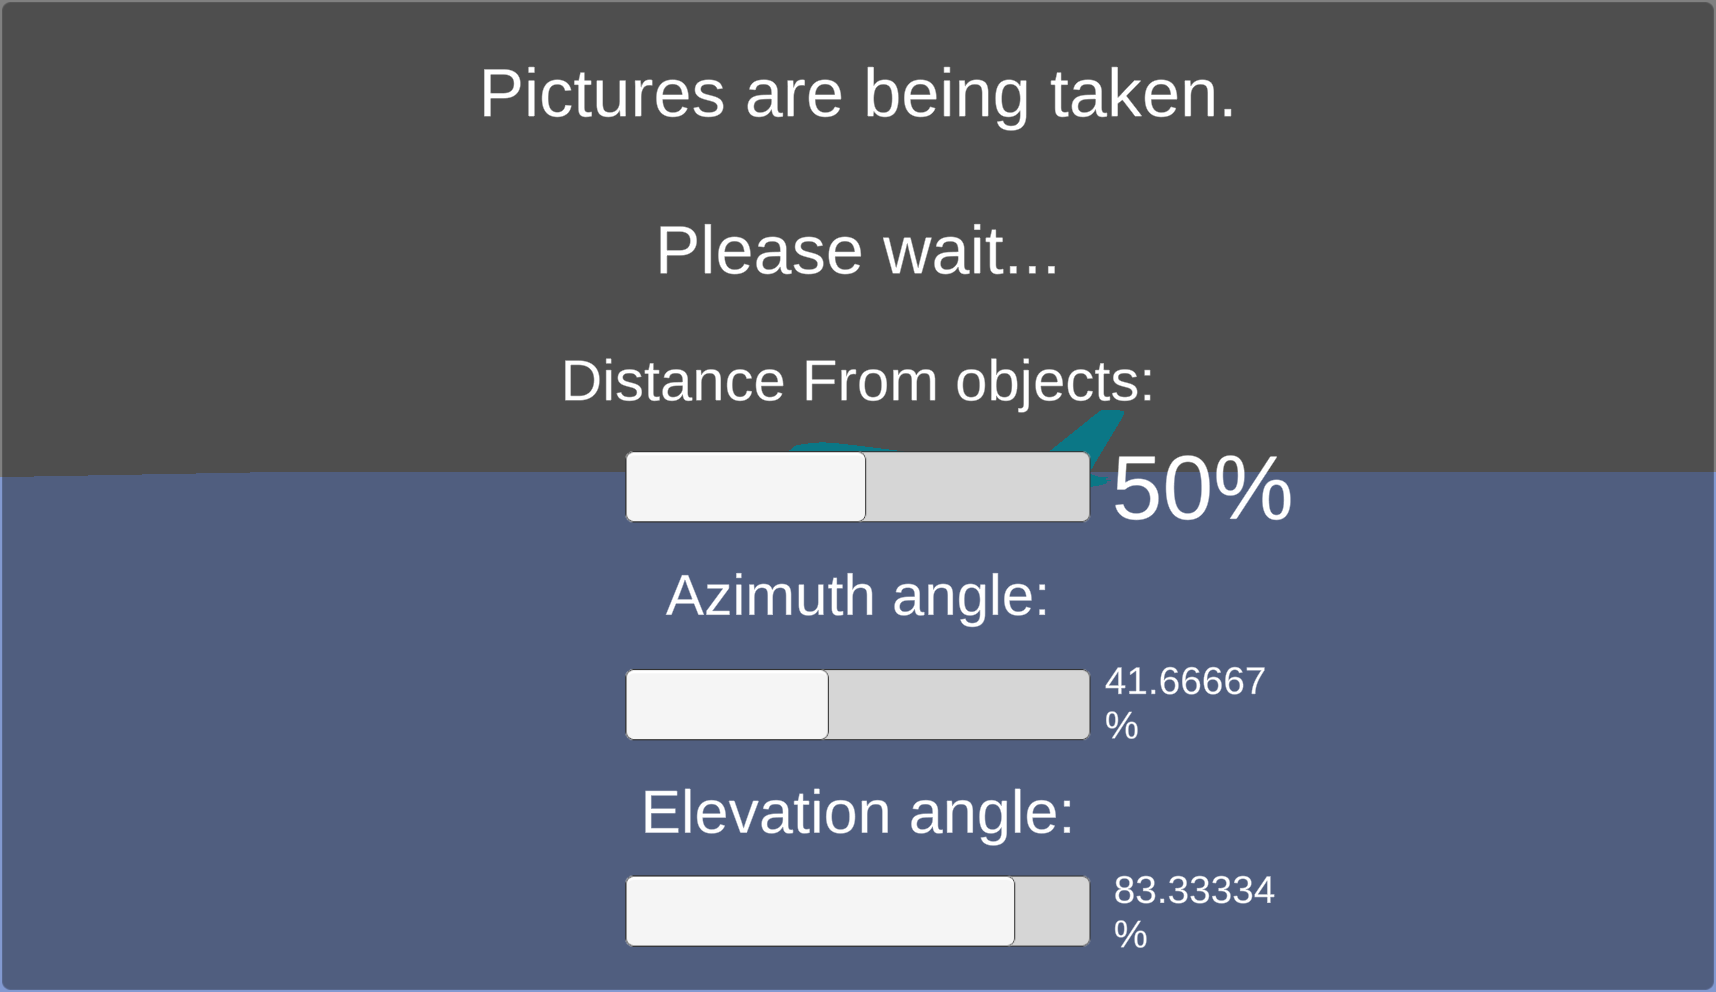 Pictures are being taken.
Please wait...
Distance From objects:
50%
Azimuth angle:
41.66667
%
Elevation angle:
83.33334
%